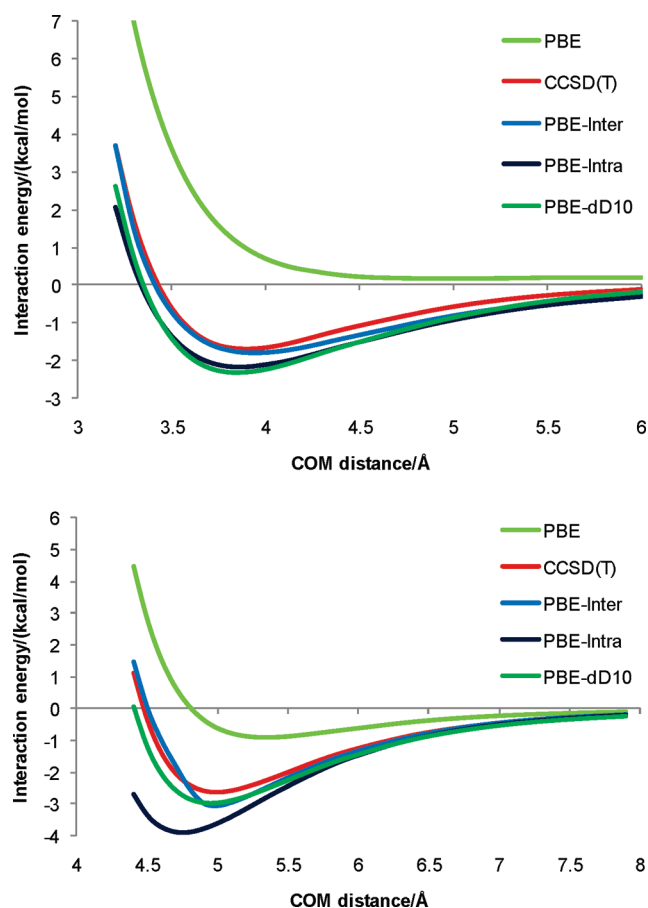 7
6
5
4
3
2
1
0
-1
-2
-3
Interaction energy/(kcal/mol)
PBE
CCSD(T)
PBE-Inter
PBE-Intra
PBE-dD10
3
3.5
4
4.5
5
5.5
6
COM distance/Å
6
5
4
3
2
1
0
-1
-2
-3
-4
Interaction energy/(kcal/mol)
PBE
CCSD(T)
PBE-Inter
PBE-Intra
PBE-dD10
4
4.5
5
5.5
6
6.5
7
7.5
8
COM distance/Å